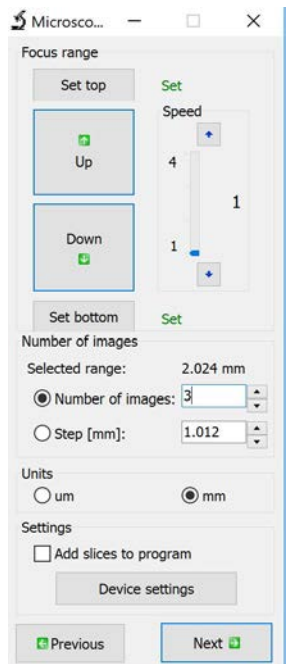 Microsco...
Focus range
Set top Set
Speed
Up
4
1
1
Down
Set bottom Set
Number of images
Selected range: 2.024 mm
Number of images: 3
Step [mm]: 1.012
Units
um mm
Settings
Add slices to program
Device settings
Previous Next